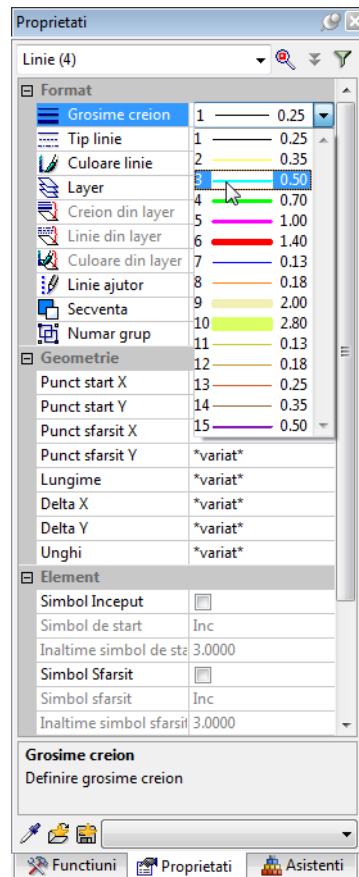 Proprietati
Linie (4)
Format
Grosime creion 1 0.25
Tip linie
Culoare linie
Layer
Creion din layer
Linie din layer
Culoare din layer
Linie ajutor
Secventa
Numar grup
1 0.25
2 0.35
3 0.50
4 0.70
5 1.00
6 1.40
7 0.13
8 0.18
9 2.00
10 2.80
11 0.13
12 0.18
13 0.25
14 0.35
15 0.50
Geometrie
Punct start X
Punct start Y
Punct sfarsit X
Punct sfarsit Y *variat*
Lungime *variat*
Delta X *variat*
Delta Y *variat*
Unghi *variat*
Element
Simbol Inceput
Simbol de start Inc
Inaltime simbol de sta 3.0000
Simbol Sfarsit
Simbol sfarsit Inc
Inaltime simbol sfarsit 3.0000
Grosime creion
Definire grosime creion
Functiuni Proprietati Asistenti